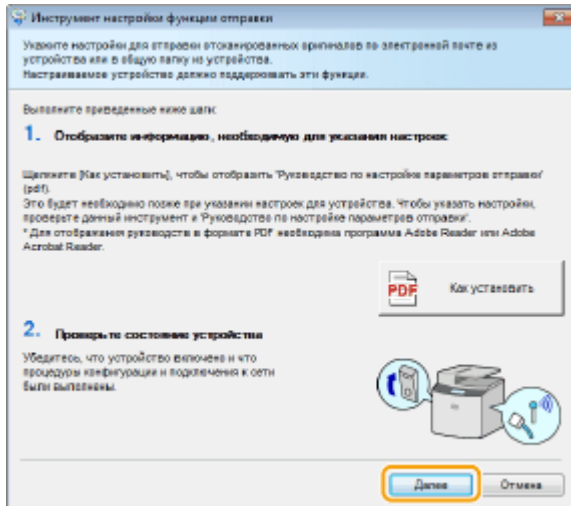 Инструмент настройки функции отправки
Укажите настройки для отправки отсканированных оригиналов по электронной почте из
устройства или в общую папку из устройства.
Настраиваемое устройство должно поддерживать эти функции.
Выполните приведенные ниже шаги:
1. Отобразите информацию, необходимую для указания настроек
Щелкните [Как установить], чтобы отобразить 'Руководство по настройке параметров отправки'
(pdf).
Это будет необходимо позже при указании настроек для устройства. Чтобы указать настройки,
проверьте данный инструмент и 'Руководство по настройке параметров отправки'.
* Для отображения руководств в формате PDF необходима программа Adobe Reader или Adobe
Acrobat Reader.
PDF
Как установить
2. Проверьте состояние устройства
Убедитесь, что устройство включено и что
процедуры конфигурации и подключения к сети
были выполнены.
Далее
Отмена